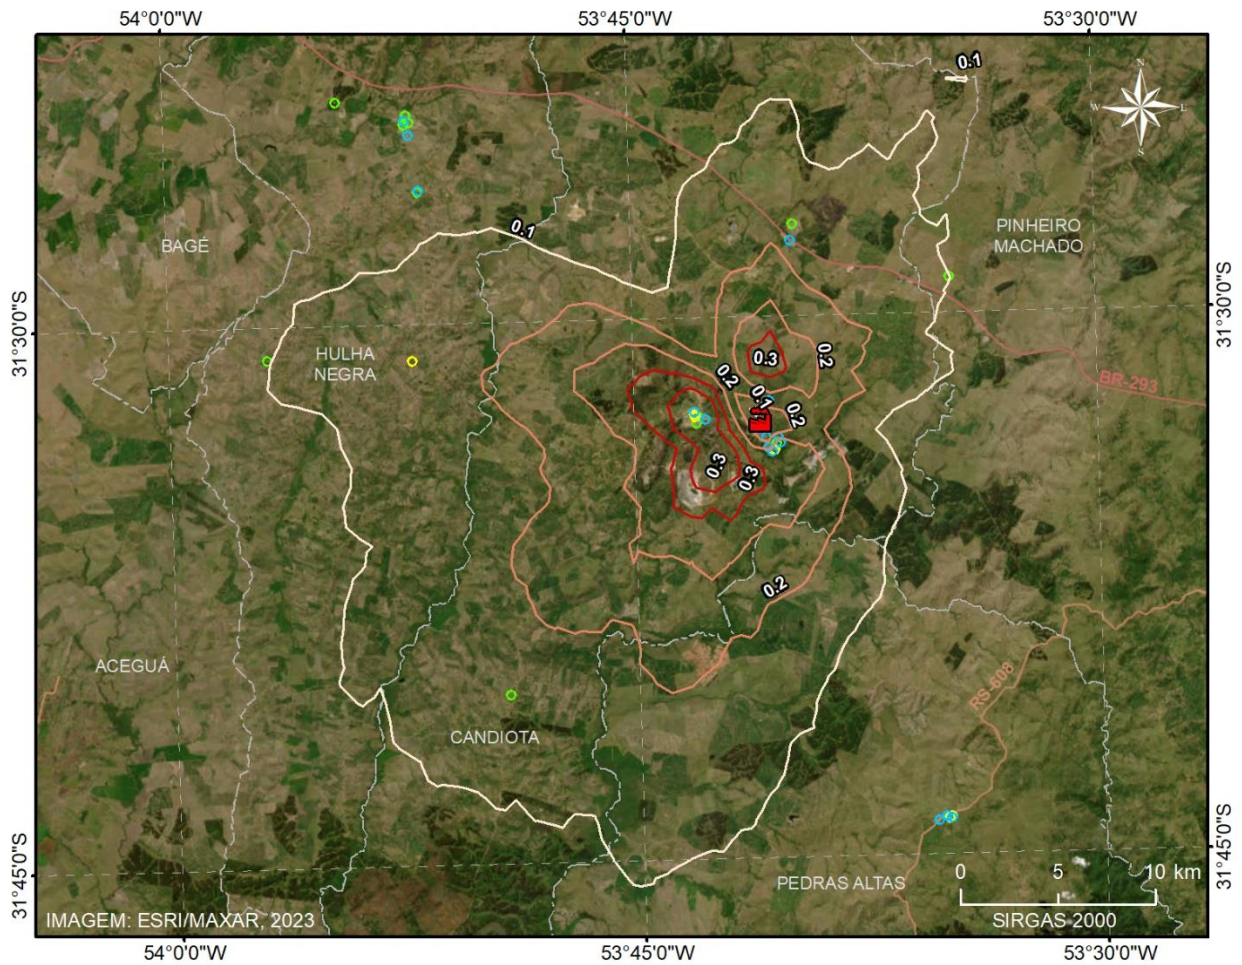 54°0'0"W
53°45'0"W
53°30'0"W
0.1
N
W
E
S
0.1
BAGÉ
PINHEIRO
MACHADO
31°30'0"S
31°30'0"S
HULHA
NEGRA
0.3
0.2
0.2
BR-293
0.1
0.2
0.3
0.3
0.2
ACEGUÁ
RS-608
CANDIOTA
31°45'0"S
31°45'0"S
PEDRAS ALTAS
0 5 10 km
SIRGAS 2000
IMAGEM: ESRI/MAXAR, 2023
54°0'0"W
53°45'0"W
53°30'0"W